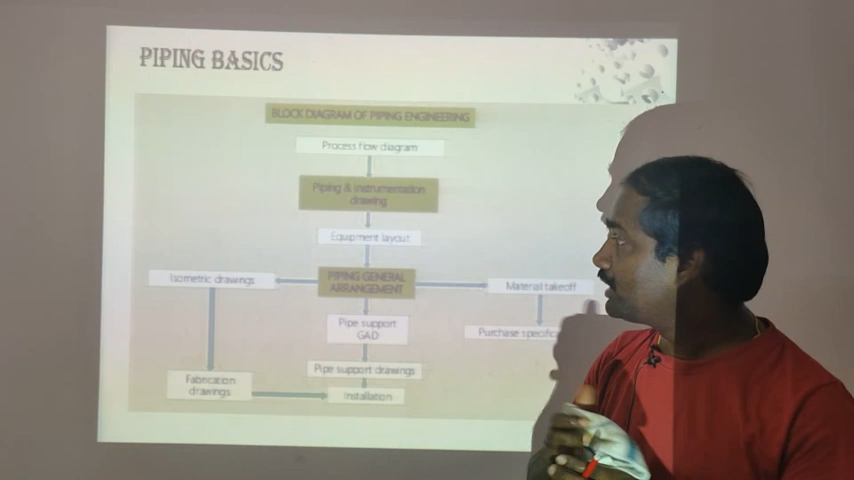 PIPING BASICS
BLOCK DIAGRAM OF PIPING ENGINEERING
Process flow diagram
Piping & Instrumentation
drawing
Equipment layout
Isometric drawings
PIPING GENERAL
ARRANGEMENT
Material takeoff
Pipe support
GAD
Purchase
Pipe support drawings
Fabrication
drawings
Installation